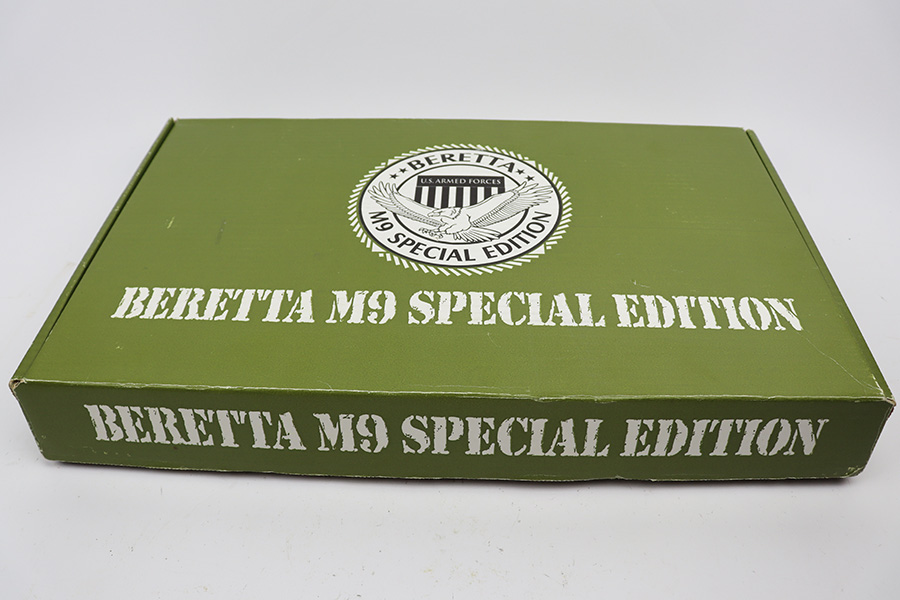 BERETTA
U.S. ARMED FORCES
M9 SPECIAL EDITION
BERETTA M9 SPECIAL EDITION
BERETTA M9 SPECIAL EDITION